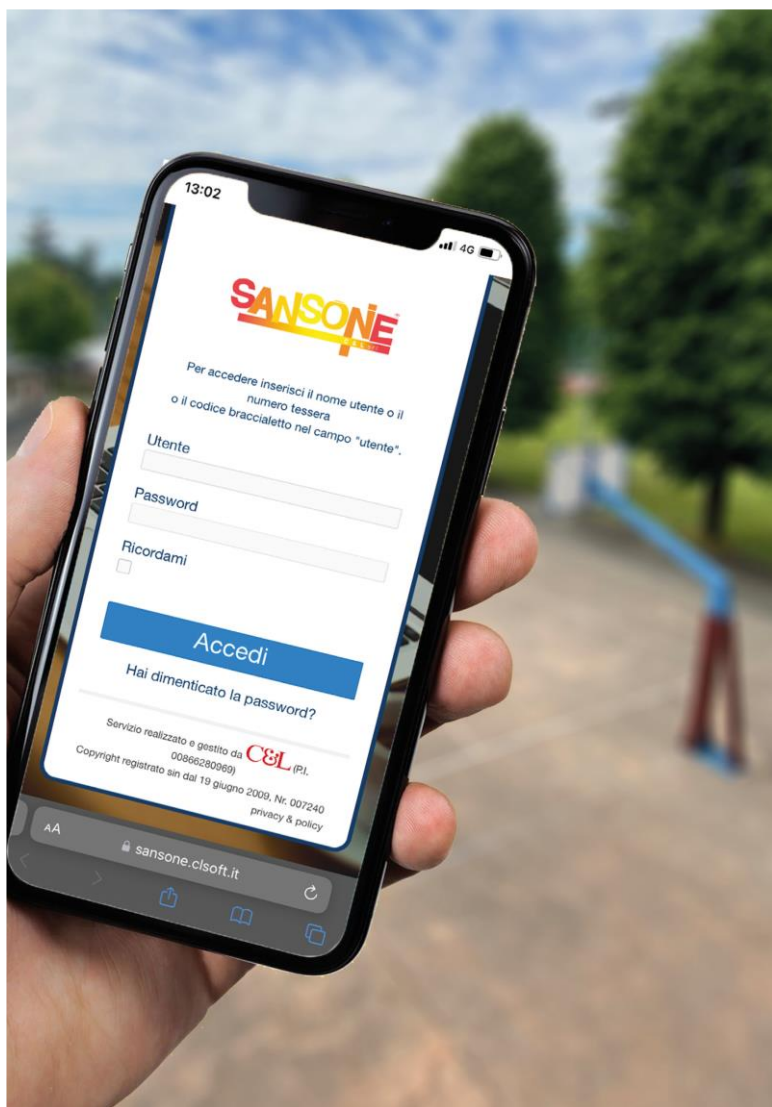 13:02
4G
SANSONE
Per accedere inserisci il nome utente o il
numero tessera
o il codice braccialetto nel campo "utente".
Utente
Password
Ricordami
Accedi
Hai dimenticato la password?
Servizio realizzato e gestito da C&L (P.I.
00866280969)
Copyright registrato sin dal 19 giugno 2009, Nr. 007240
privacy & policy
AA
sansone.clsoft.it